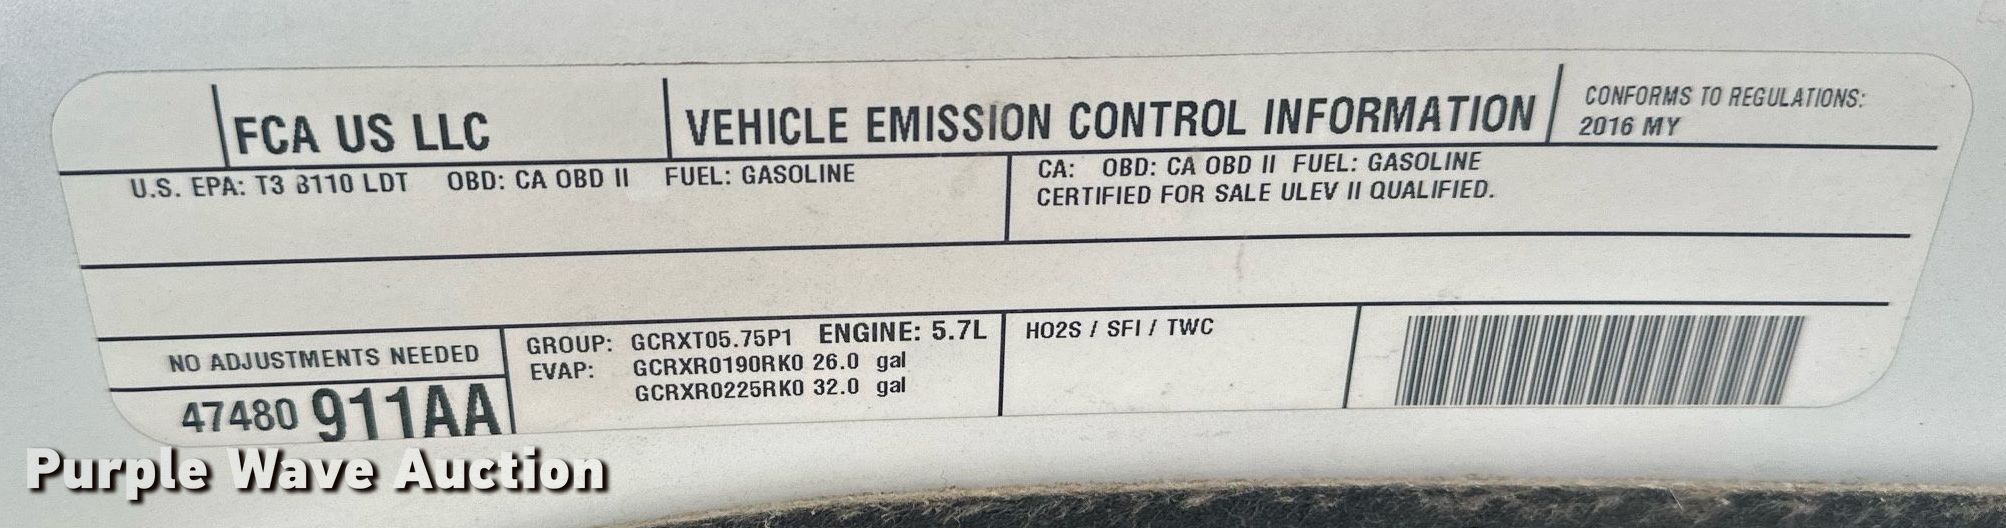 FCA US LLC
VEHICLE EMISSION CONTROL INFORMATION
CONFORMS TO REGULATIONS:
2016 MY
U.S. EPA: T3 B110 LDT OBD: CA OBD II FUEL: GASOLINE
CA: OBD: CA OBD II FUEL: GASOLINE
CERTIFIED FOR SALE ULEV II QUALIFIED.
NO ADJUSTMENTS NEEDED
47480 911AA
GROUP: GCRXT05.75P1 ENGINE: 5.7L
EVAP: GCRXR0190RK0 26.0 gal
GCRXR0225RK0 32.0 gal
HO2S / SFI / TWC
Purple Wave Auction